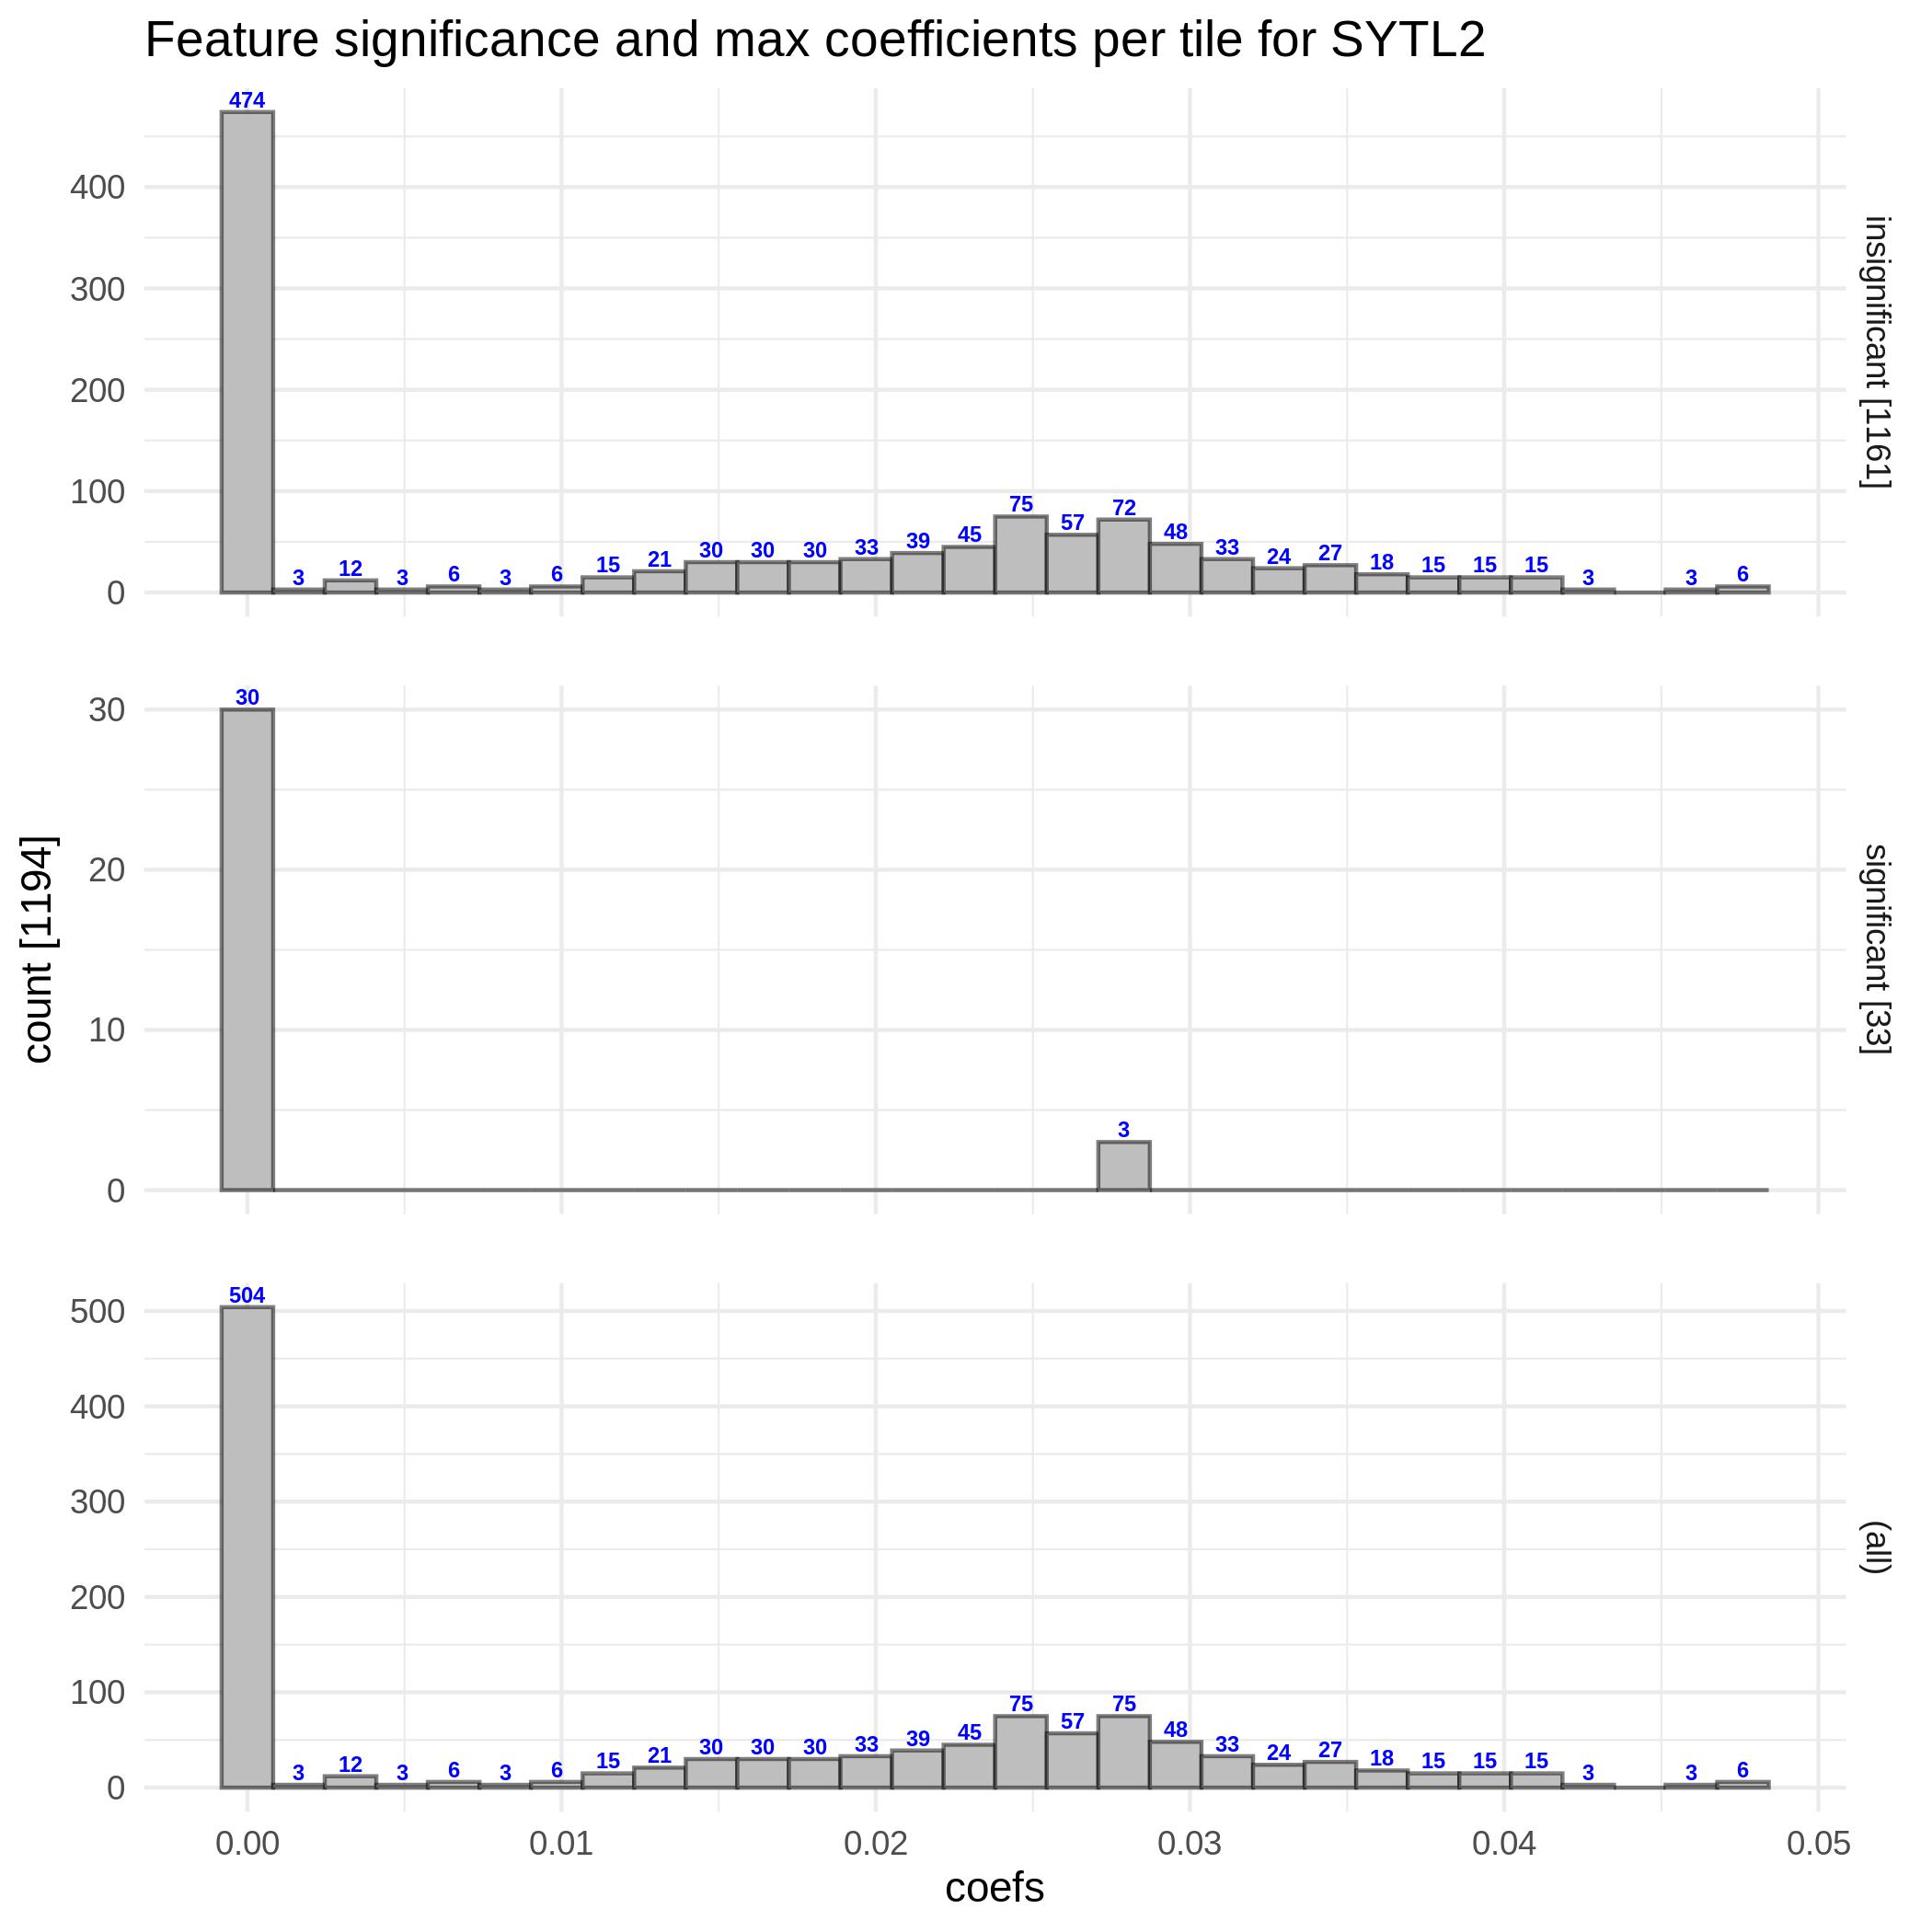 Feature significance and max coefficients per tile for SYTL2
474
400
300
200
100
0
3 12 3 6 3 6 15 21 30 30 30 33 39 45 75 57 72 48 33 24 27 18 15 15 15 3 3 6
insignificant [1161]
count [1194]
30
30
20
10
0
3
significant [33]
504
500
400
300
200
100
0
3 12 3 6 3 6 15 21 30 30 30 33 39 45 75 57 75 48 33 24 27 18 15 15 15 3 3 6
(all)
0.00 0.01 0.02 0.03 0.04 0.05
coefs